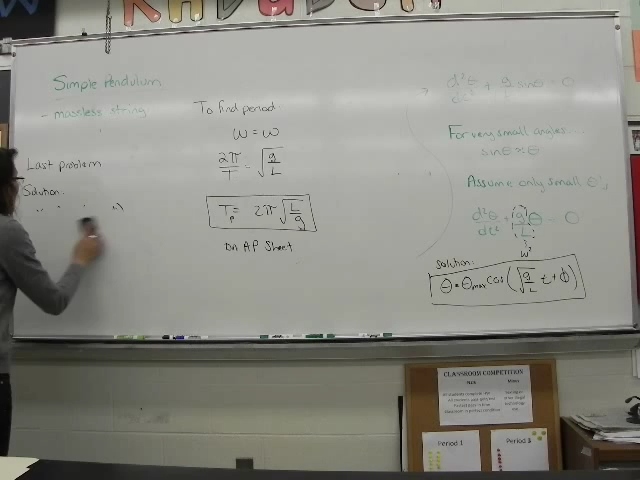 Simple Pendulum
- massless string
Last problem
Solution:
To find period:
ω = ω
2π/T = √(g/L)
Tₚ = 2π √(L/g)
on AP Sheet
d²θ/dt² + g/L sinθ = 0
For very small angles....
sinθ ≈ θ
Assume only small θ's
d²θ/dt² + g/L θ = 0
ω²
Solution:
θ = θmax cos(√(g/L) t + Φ)
CLASSROOM COMPETITION
Period 1
Period 3